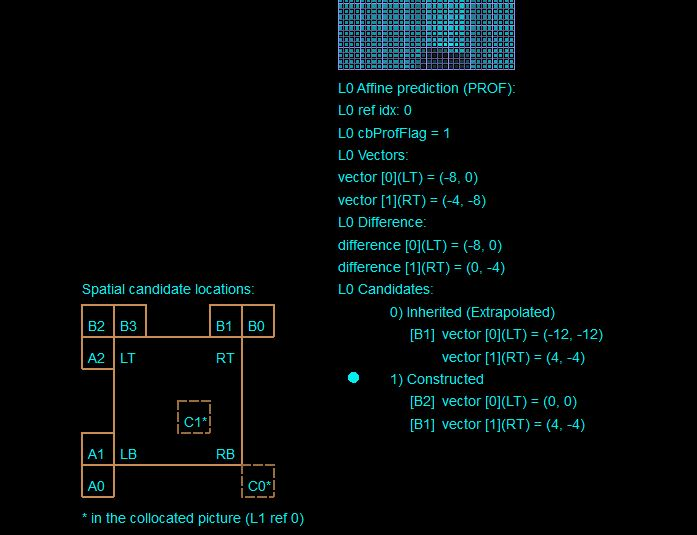 L0 Affine prediction (PROF):
L0 ref idx: 0
L0 cbProfFlag = 1
L0 Vectors:
vector [0](LT) = (-8, 0)
vector [1](RT) = (-4, -8)
L0 Difference:
difference [0](LT) = (-8, 0)
difference [1](RT) = (0, -4)
L0 Candidates:
0) Inherited (Extrapolated)
[B1] vector [0](LT) = (-12, -12)
vector [1](RT) = (4, -4)
1) Constructed
[B2] vector [0](LT) = (0, 0)
[B1] vector [1](RT) = (4, -4)
Spatial candidate locations:
B2 B3 B1 B0
A2 LT RT
C1*
A1 LB RB
A0 C0*
* in the collocated picture (L1 ref 0)